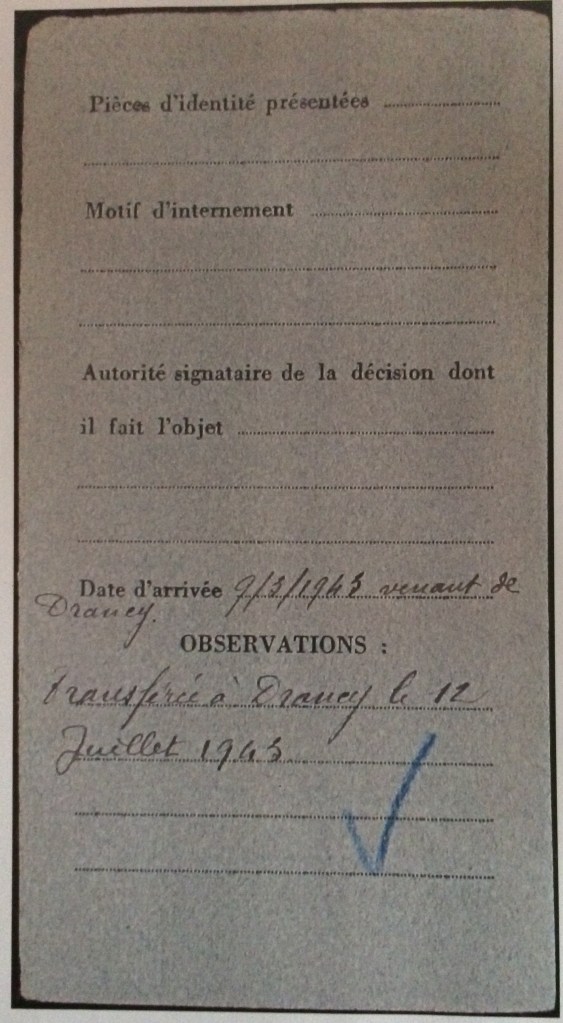 Pièces d'identité présentées
Motif d'internement
Autorité signataire de la décision dont
il fait l'objet
Date d'arrivée 9/3/1943 venant de
Drancy.
OBSERVATIONS :
Transférée à Drancy le 12
Juillet 1943